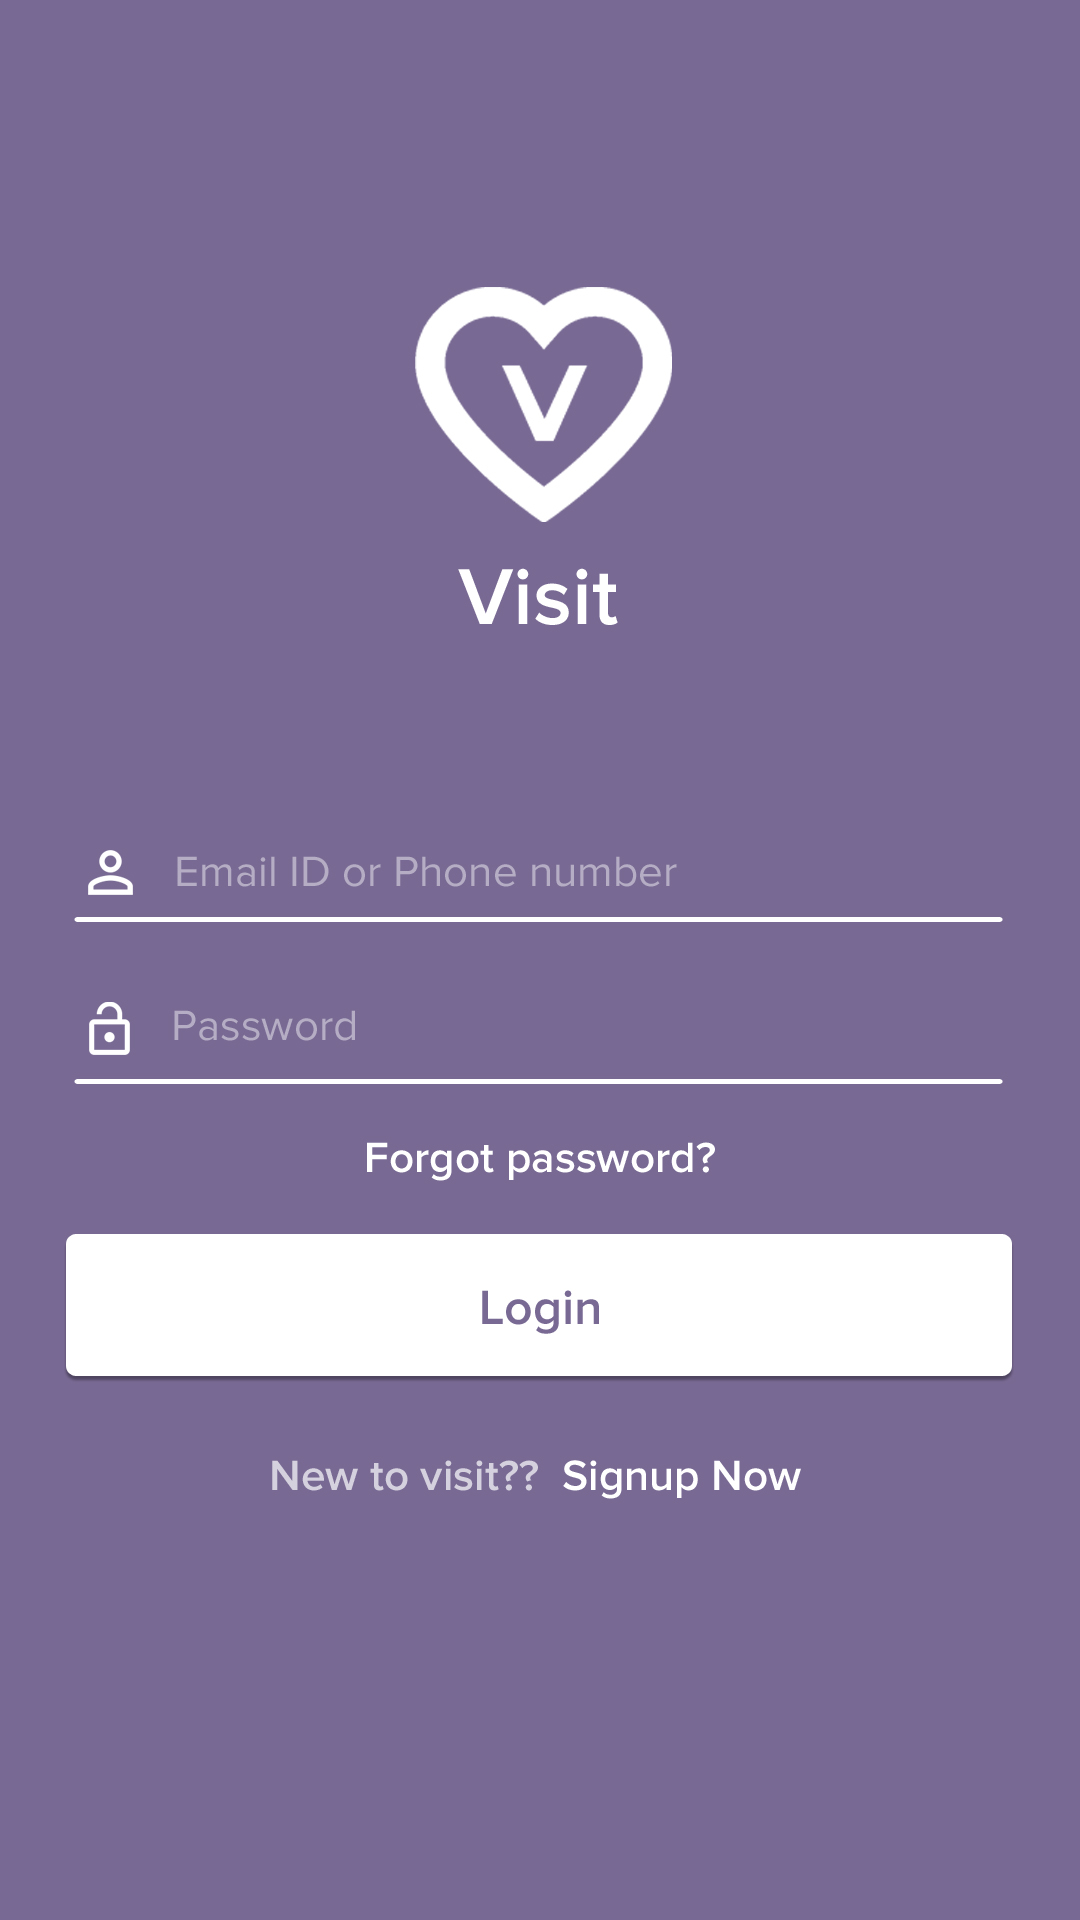 V
Visit
Email ID or Phone number
Password
Forgot password?
Login
New to visit?? Signup Now